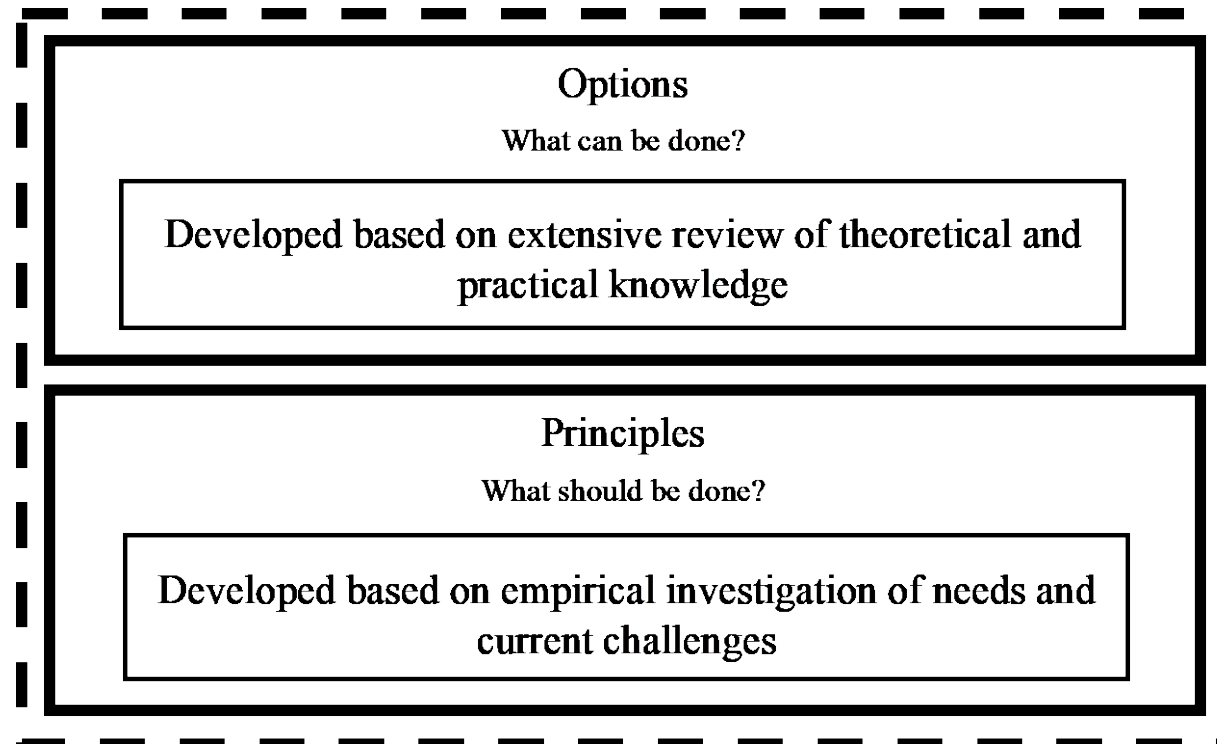 Options
What can be done?
Developed based on extensive review of theoretical and
practical knowledge
Principles
What should be done?
Developed based on empirical investigation of needs and
current challenges